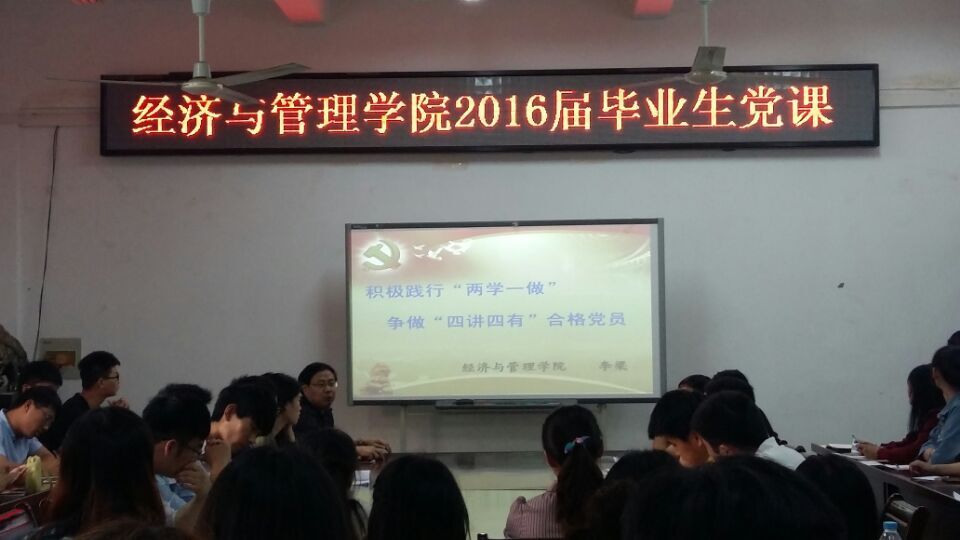 经济与管理学院2016届毕业生党课
积极践行“两学一做”
争做“四讲四有”合格党员
经济与管理学院 李梁